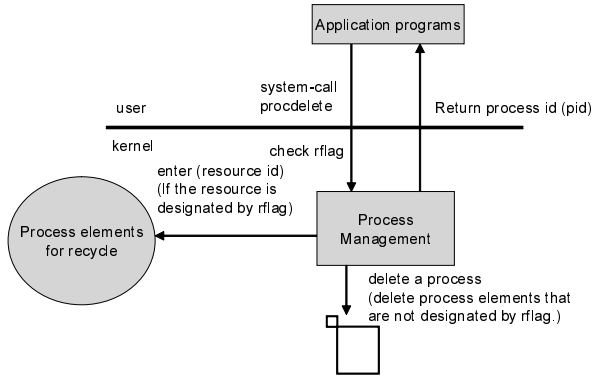 Application programs
system-call
procdelete
user
Return process id (pid)
kernel
check rflag
enter (resource id)
(If the resource is
designated by rflag)
Process elements
for recycle
Process
Management
delete a process
(delete process elements that
are not designated by rflag.)